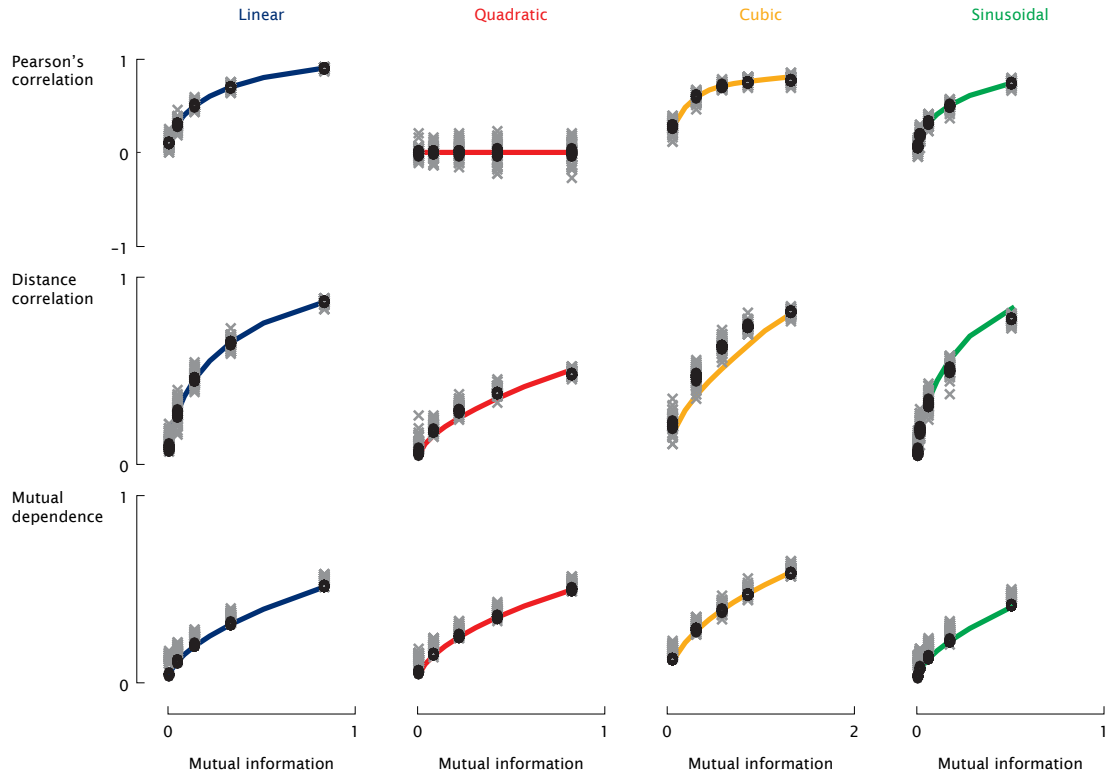 Linear
Quadratic
Cubic
Sinusoidal
Pearson's
correlation
1
0
–1
Distance
correlation
1
0
Mutual
dependence
1
0
0 1
0 1
0 2
0 1
Mutual information
Mutual information
Mutual information
Mutual information